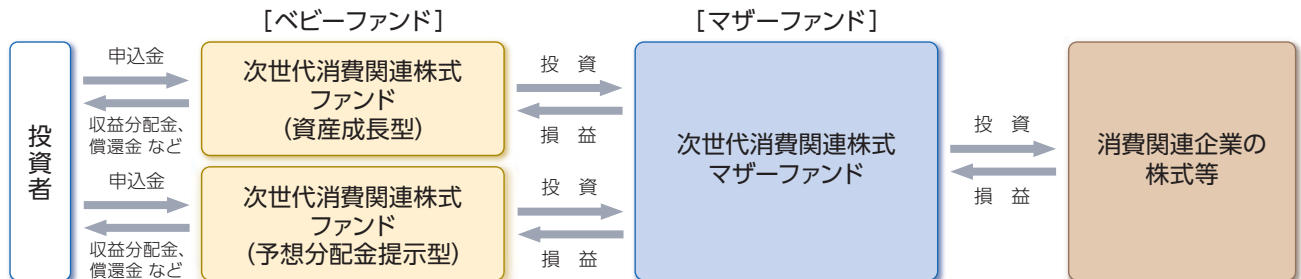 ［ベビーファンド］
［マザーファンド］
投資者
申込金
収益分配金、
償還金 など
次世代消費関連株式
ファンド
（資産成長型）
投 資
損 益
申込金
収益分配金、
償還金 など
次世代消費関連株式
ファンド
（予想分配金提示型）
投 資
損 益
次世代消費関連株式
マザーファンド
投 資
損 益
消費関連企業の
株式等